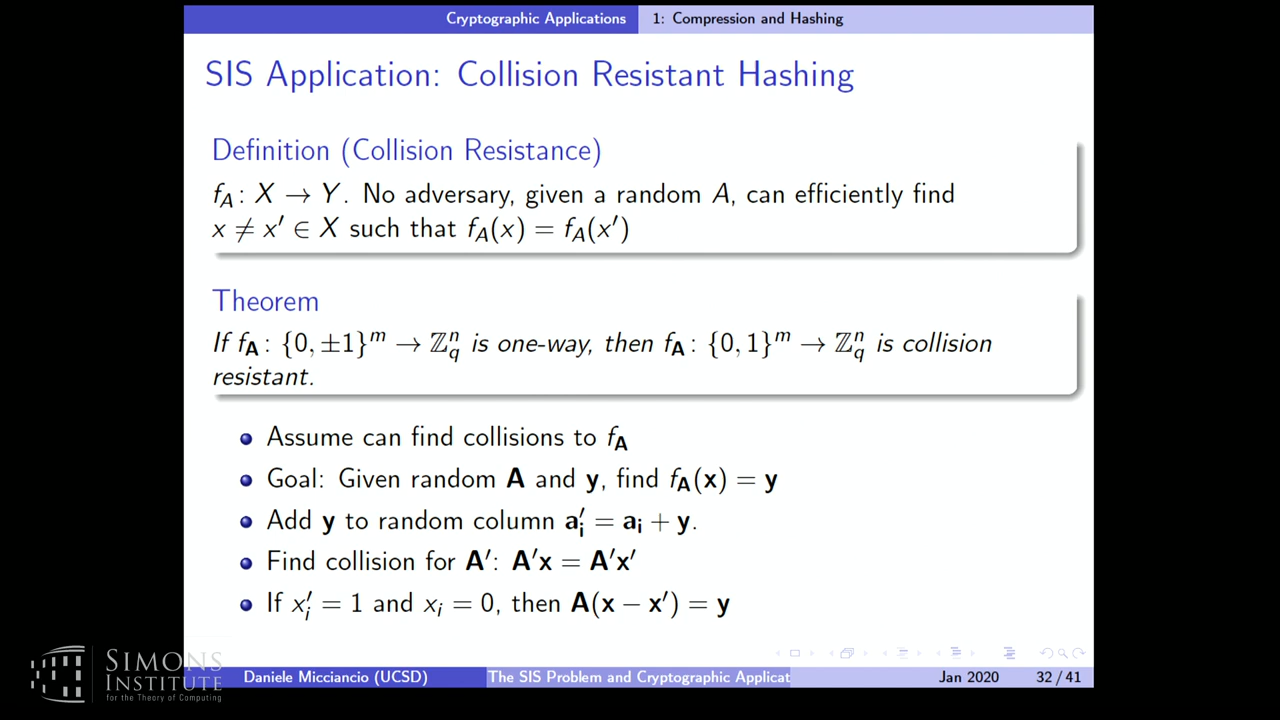 Cryptographic Applications 1: Compression and Hashing
SIS Application: Collision Resistant Hashing
Definition (Collision Resistance)
f_A : X → Y. No adversary, given a random A, can efficiently find
x ≠ x′ ∈ X such that f_A(x) = f_A(x′)
Theorem
If f_A : {0, ±1}^m → ℤ_q^n is one-way, then f_A : {0, 1}^m → ℤ_q^n is collision
resistant.
Assume can find collisions to f_A
Goal: Given random A and y, find f_A(x) = y
Add y to random column a′_i = a_i + y.
Find collision for A′: A′x = A′x′
If x′_i = 1 and x_i = 0, then A(x − x′) = y
SIMONS
INSTITUTE
for the Theory of Computing
Daniele Micciancio (UCSD) The SIS Problem and Cryptographic Applicat Jan 2020 32 / 41